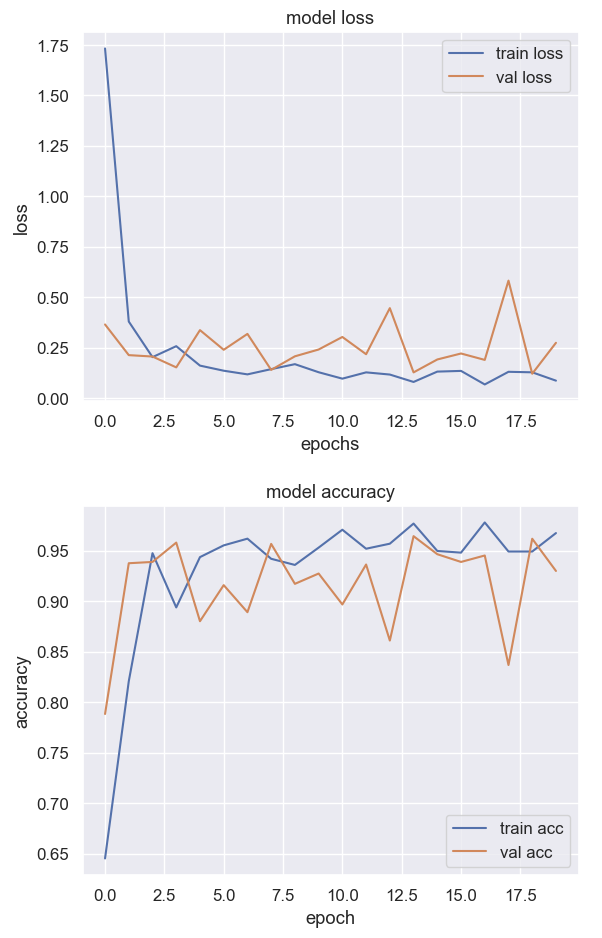 model loss
train loss
val loss
1.75
1.50
1.25
1.00
0.75
0.50
0.25
0.00
loss
0.0 2.5 5.0 7.5 10.0 12.5 15.0 17.5
epochs
model accuracy
0.95
0.90
0.85
0.80
0.75
0.70
0.65
accuracy
train acc
val acc
0.0 2.5 5.0 7.5 10.0 12.5 15.0 17.5
epoch